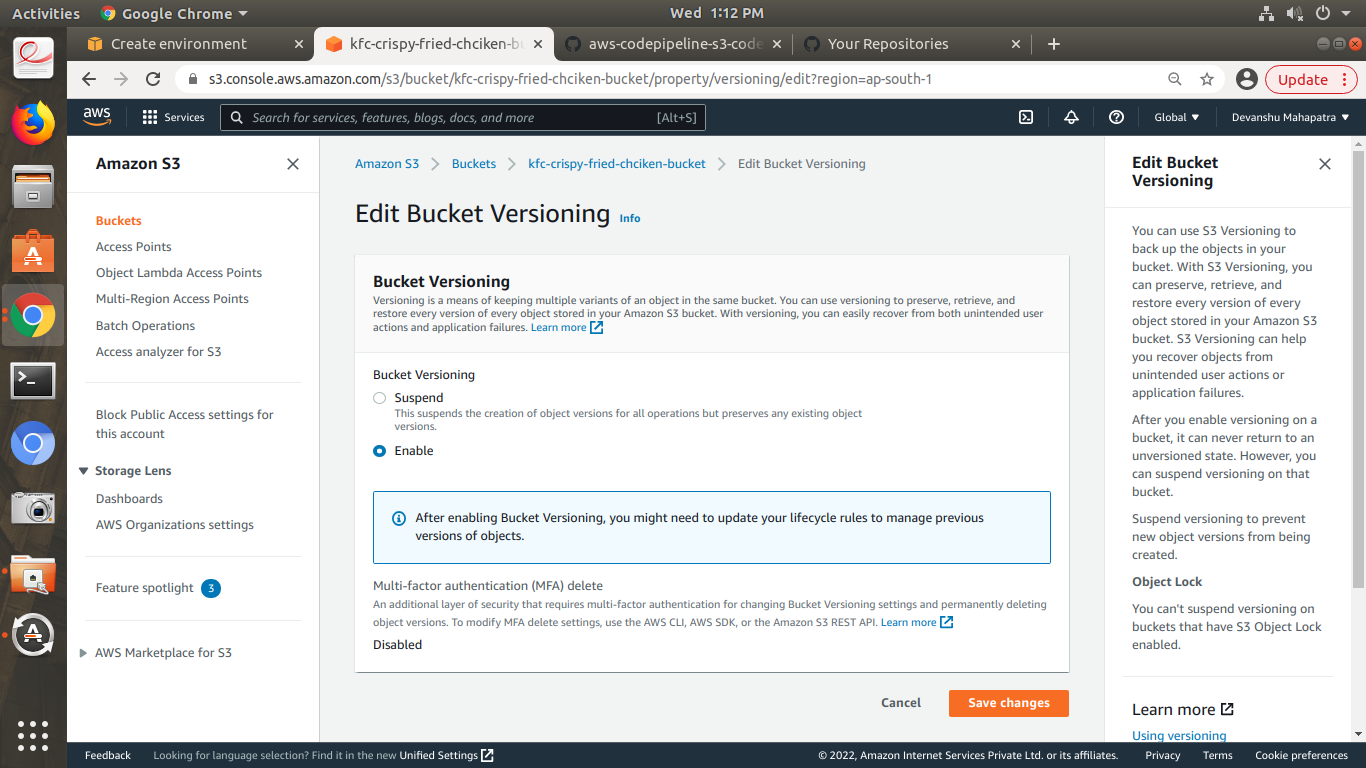 Activities
Google Chrome
Wed 1:12 PM
Create environment
kfc-crispy-fried-chciken-bu
aws-codepipeline-s3-code
Your Repositories
s3.console.aws.amazon.com/s3/bucket/kfc-crispy-fried-chciken-bucket/property/versioning/edit?region=ap-south-1
Update
aws
Services
Search for services, features, blogs, docs, and more
[Alt+S]
Global
Devanshu Mahapatra
Amazon S3
Buckets
Access Points
Object Lambda Access Points
Multi-Region Access Points
Batch Operations
Access analyzer for S3
Block Public Access settings for
this account
Storage Lens
Dashboards
AWS Organizations settings
Feature spotlight 3
AWS Marketplace for S3
Amazon S3
Buckets
kfc-crispy-fried-chciken-bucket
Edit Bucket Versioning
Edit Bucket Versioning Info
Bucket Versioning
Versioning is a means of keeping multiple variants of an object in the same bucket. You can use versioning to preserve, retrieve, and
restore every version of every object stored in your Amazon S3 bucket. With versioning, you can easily recover from both unintended user
actions and application failures. Learn more
Bucket Versioning
Suspend
This suspends the creation of object versions for all operations but preserves any existing object
versions.
Enable
After enabling Bucket Versioning, you might need to update your lifecycle rules to manage previous
versions of objects.
Multi-factor authentication (MFA) delete
An additional layer of security that requires multi-factor authentication for changing Bucket Versioning settings and permanently deleting
object versions. To modify MFA delete settings, use the AWS CLI, AWS SDK, or the Amazon S3 REST API. Learn more
Disabled
Cancel
Save changes
Edit Bucket
Versioning
You can use S3 Versioning to
back up the objects in your
bucket. With S3 Versioning, you
can preserve, retrieve, and
restore every version of every
object stored in your Amazon S3
bucket. S3 Versioning can help
you recover objects from
unintended user actions or
application failures.
After you enable versioning on a
bucket, it can never return to an
unversioned state. However, you
can suspend versioning on that
bucket.
Suspend versioning to prevent
new object versions from being
created.
Object Lock
You can't suspend versioning on
buckets that have S3 Object Lock
enabled.
Learn more
Using versioning
Feedback
Looking for language selection? Find it in the new Unified Settings
© 2022, Amazon Internet Services Private Ltd. or its affiliates.
Privacy
Terms
Cookie preferences